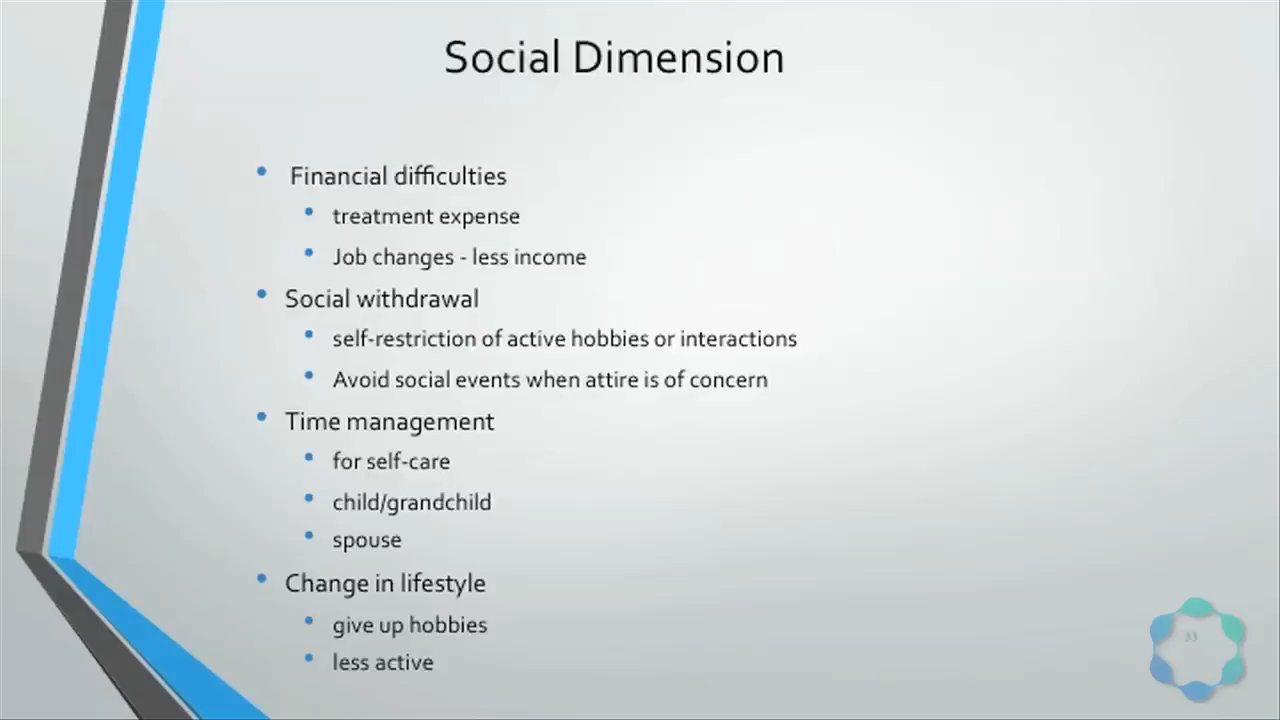 Social Dimension
• Financial difficulties
• treatment expense
• Job changes - less income
• Social withdrawal
• self-restriction of active hobbies or interactions
• Avoid social events when attire is of concern
• Time management
• for self-care
• child/grandchild
• spouse
• Change in lifestyle
• give up hobbies
• less active